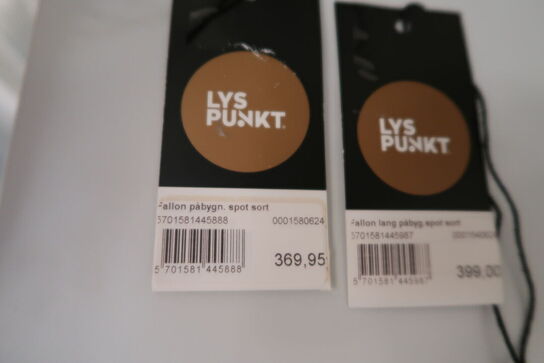 LYS
PUNKT
Fallon påbygn. spot sort
5701581445888 0001580624
5 701581 445888
369,95
LYS
PUNKT
Fallon lang påbyg.spot sort
5701581445987
5 701581 445987
399,00